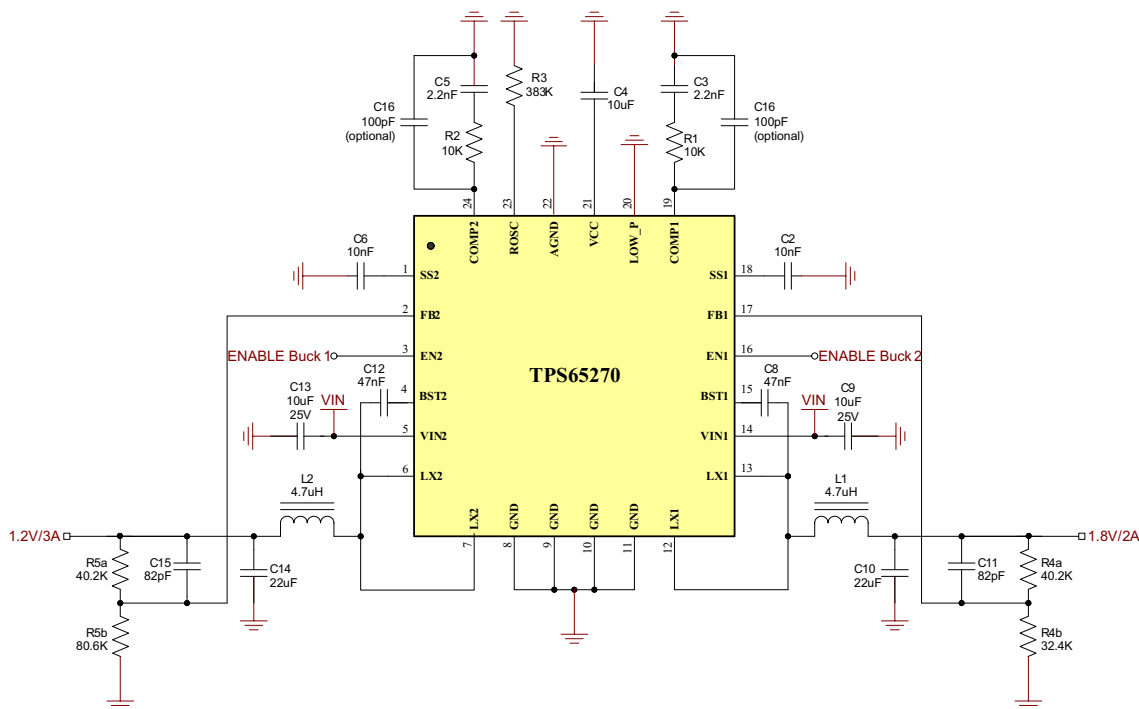 C5
2.2nF
R3
383K
C4
10uF
C3
2.2nF
C16
100pF
(optional)
R2
10K
R1
10K
C16
100pF
(optional)
24
23
22
21
20
19
COMP2
ROSC
AGND
VCC
LOW_P
COMP1
C6
10nF
1
SS2
SS1
18
C2
10nF
2
FB2
FB1
17
ENABLE Buck 1
3
EN2
EN1
16
ENABLE Buck 2
TPS65270
C12
47nF
4
BST2
BST1
15
C8
47nF
C13
10uF
25V
VIN
5
VIN2
VIN1
14
VIN
C9
10uF
25V
6
LX2
LX1
13
L2
4.7uH
L1
4.7uH
LX2
GND
GND
GND
GND
LX1
7
8
9
10
11
12
1.2V/3A
1.8V/2A
R5a
40.2K
C15
82pF
C14
22uF
C10
22uF
C11
82pF
R4a
40.2K
R5b
80.6K
R4b
32.4K